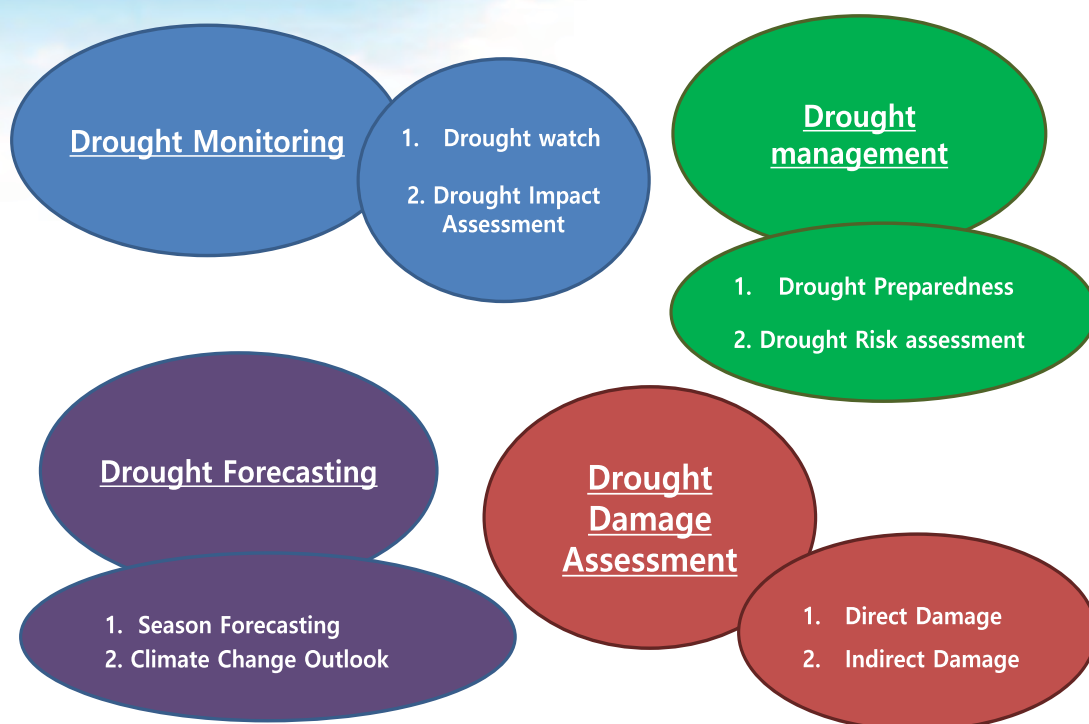 Drought Monitoring
1. Drought watch
2. Drought Impact
Assessment
Drought
management
1. Drought Preparedness
2. Drought Risk assessment
Drought Forecasting
1. Season Forecasting
2. Climate Change Outlook
Drought
Damage
Assessment
1. Direct Damage
2. Indirect Damage